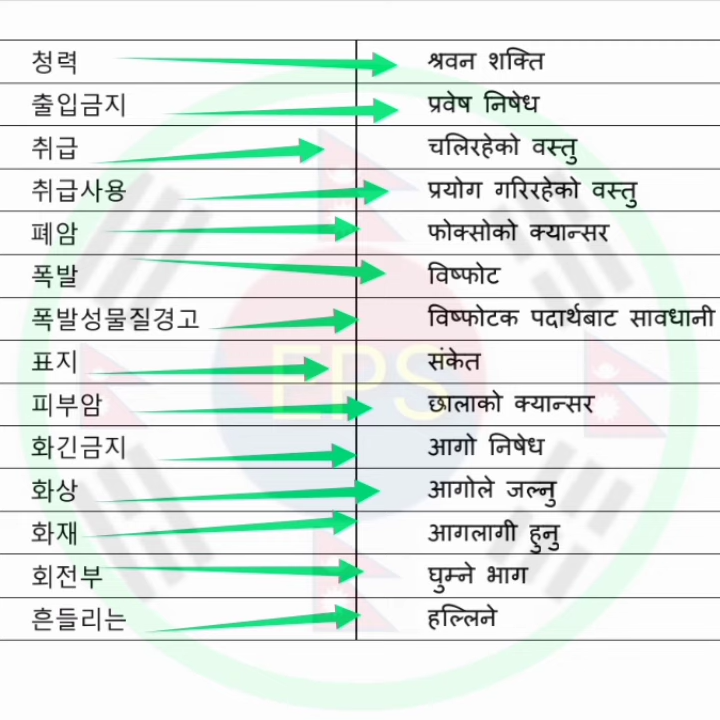 청력 श्रवन शक्ति
출입금지 प्रवेष निषेध
취급 चलिरहेको वस्तु
취급사용 प्रयोग गरिरहेको वस्तु
폐암 फोक्सोको क्यान्सर
폭발 विष्फोट
폭발성물질경고 विष्फोटक पदार्थबाट सावधानी
표지 संकेत
EPS
피부암 छालाको क्यान्सर
화긴금지 आगो निषेध
화상 आगोले जल्नु
화재 आगलागी हुनु
회전부 घुम्ने भाग
흔들리는 हल्लिने